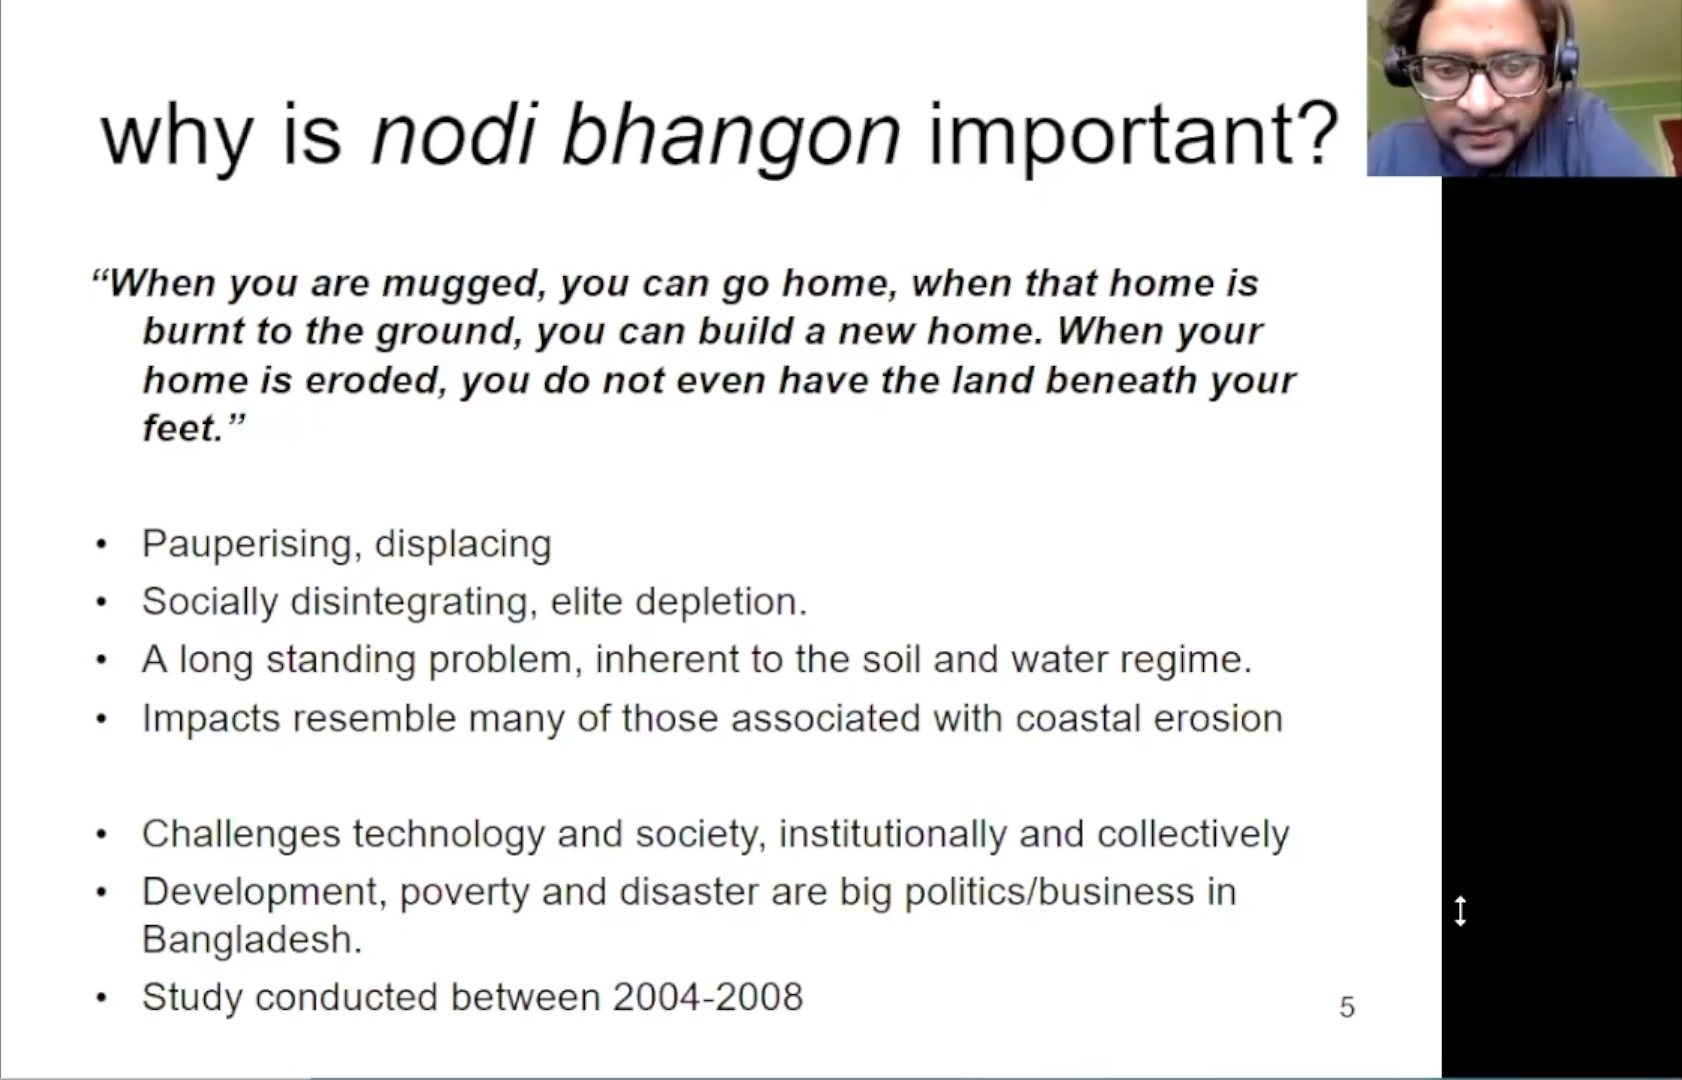 why is nodi bhangon important?
“When you are mugged, you can go home, when that home is
burnt to the ground, you can build a new home. When your
home is eroded, you do not even have the land beneath your
feet.”
• Pauperising, displacing
• Socially disintegrating, elite depletion.
• A long standing problem, inherent to the soil and water regime.
• Impacts resemble many of those associated with coastal erosion
• Challenges technology and society, institutionally and collectively
• Development, poverty and disaster are big politics/business in
Bangladesh.
• Study conducted between 2004-2008
5